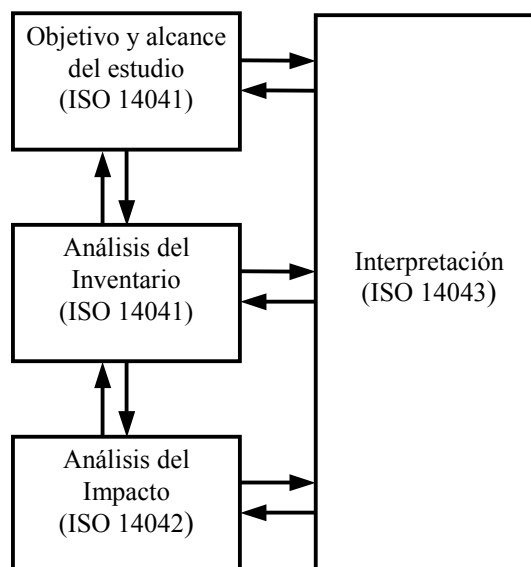 Objetivo y alcance
del estudio
(ISO 14041)
Análisis del
Inventario
(ISO 14041)
Análisis del
Impacto
(ISO 14042)
Interpretación
(ISO 14043)